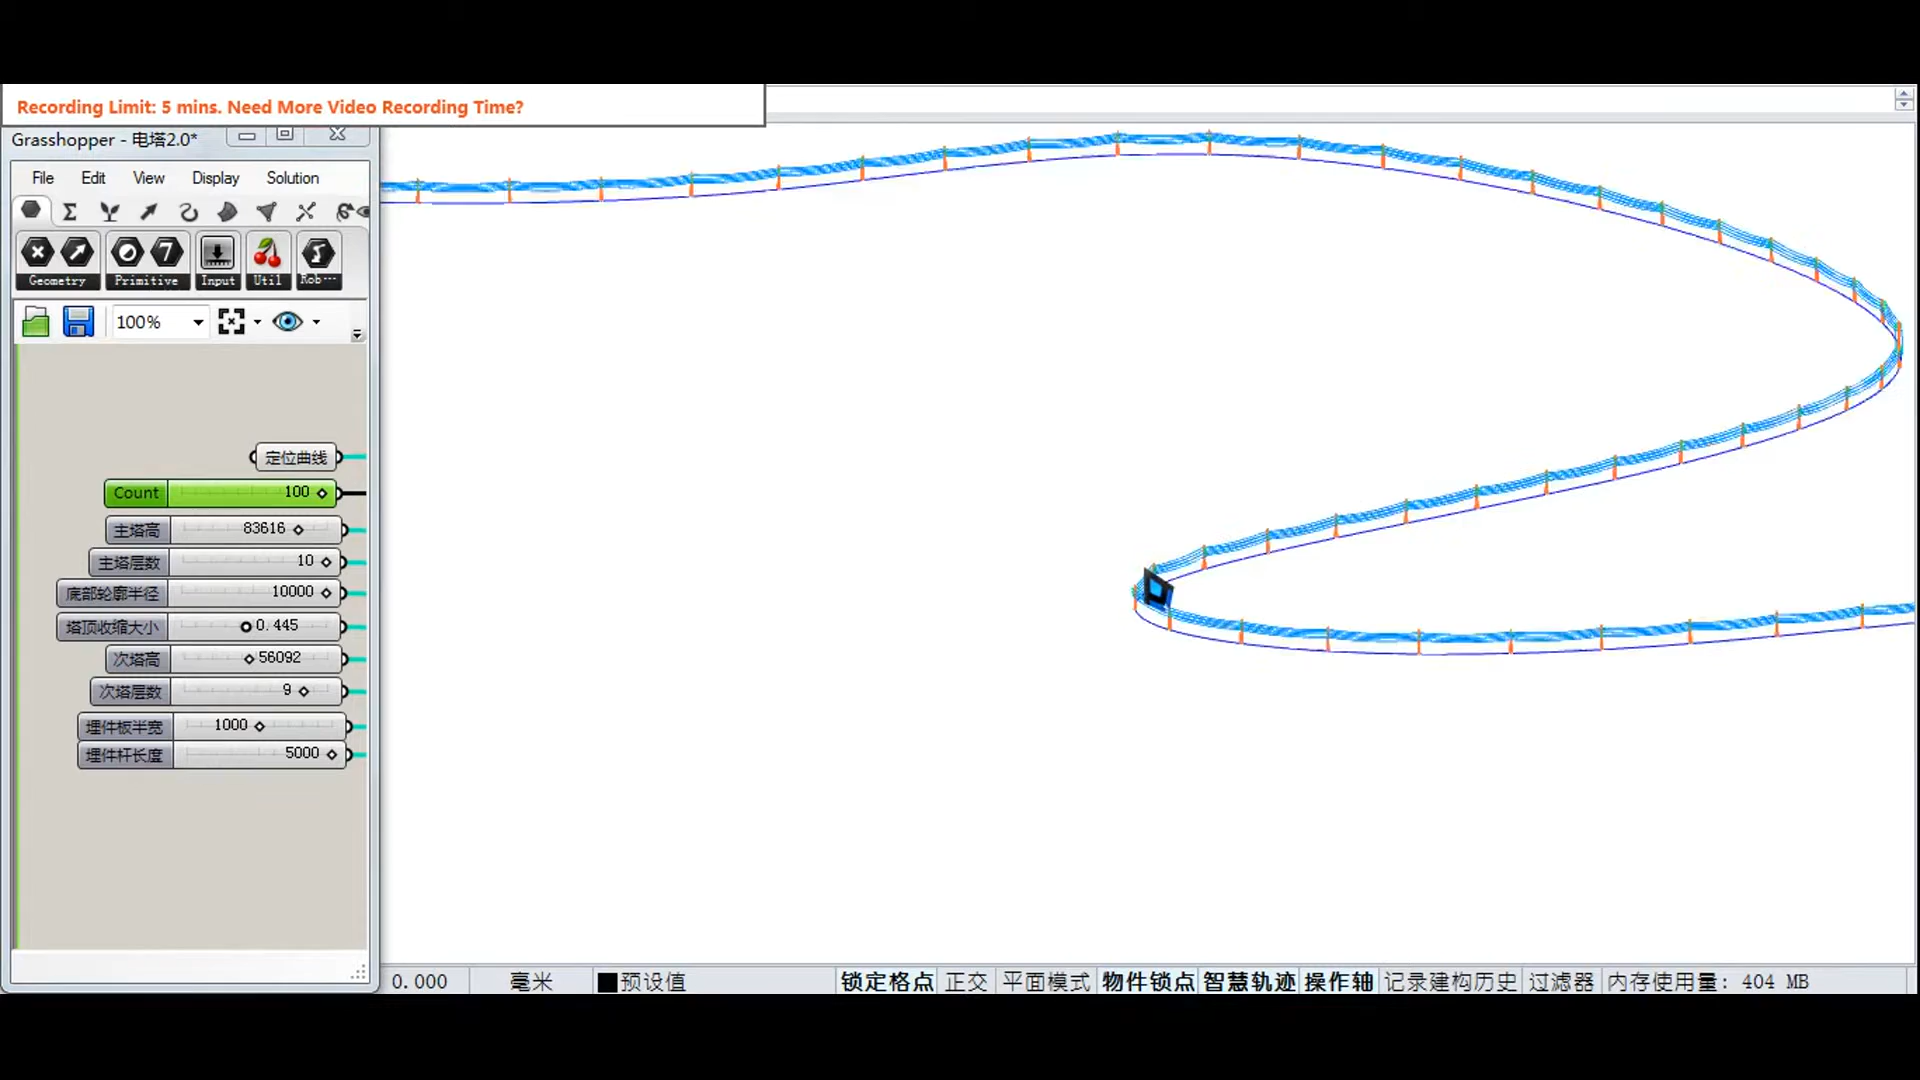 Recording Limit: 5 mins. Need More Video Recording Time?
Grasshopper - 电塔2.0*
File Edit View Display Solution
Geometry Primitive Input Util Rob···
100%
定位曲线
Count 100
主塔高 83616
主塔层数 10
底部轮廓半径 10000
塔顶收缩大小 0.445
次塔高 56092
次塔层数 9
埋件板半宽 1000
埋件杆长度 5000
0.000 毫米 预设值 锁定格点 正交 平面模式 物件锁点 智慧轨迹 操作轴 记录建构历史 过滤器 内存使用量: 404 MB